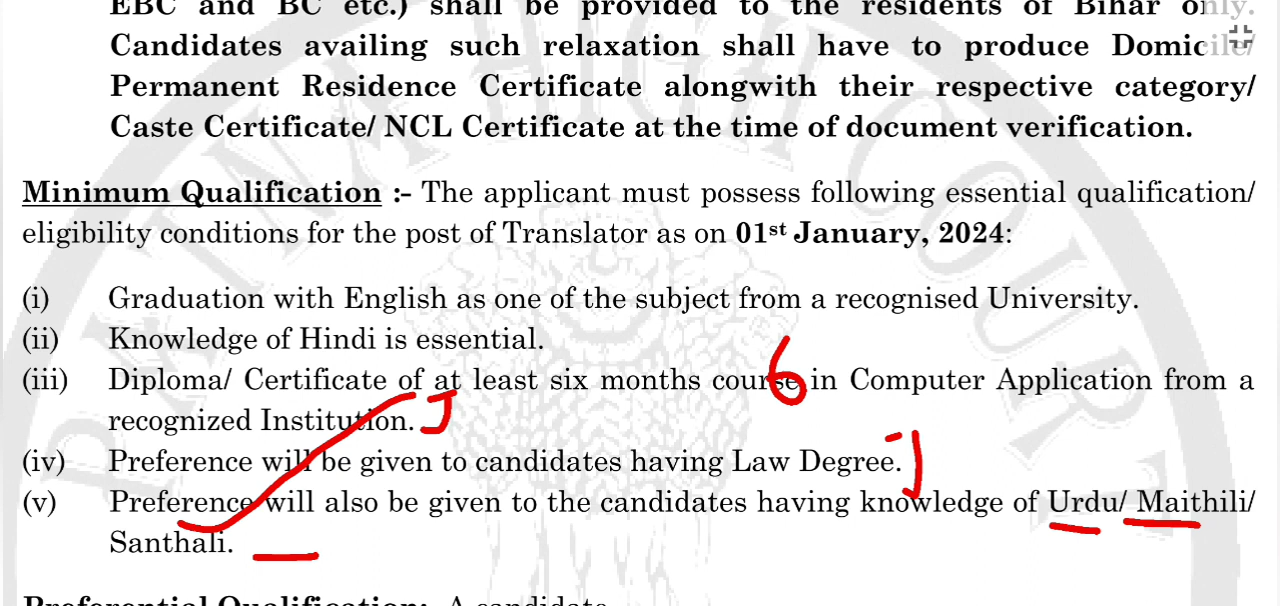 EBC and BC etc.) shall be provided to the residents of Bihar only.
Candidates availing such relaxation shall have to produce Domicile/
Permanent Residence Certificate alongwith their respective category/
Caste Certificate/ NCL Certificate at the time of document verification.
Minimum Qualification :- The applicant must possess following essential qualification/
eligibility conditions for the post of Translator as on 01st January, 2024:
(i) Graduation with English as one of the subject from a recognised University.
(ii) Knowledge of Hindi is essential.
(iii) Diploma/ Certificate of at least six months course in Computer Application from a
recognized Institution.
(iv) Preference will be given to candidates having Law Degree.
(v) Preference will also be given to the candidates having knowledge of Urdu/ Maithili/
Santhali.
Preferential Qualification:- A candidate
6
PATNA HIGH COURT